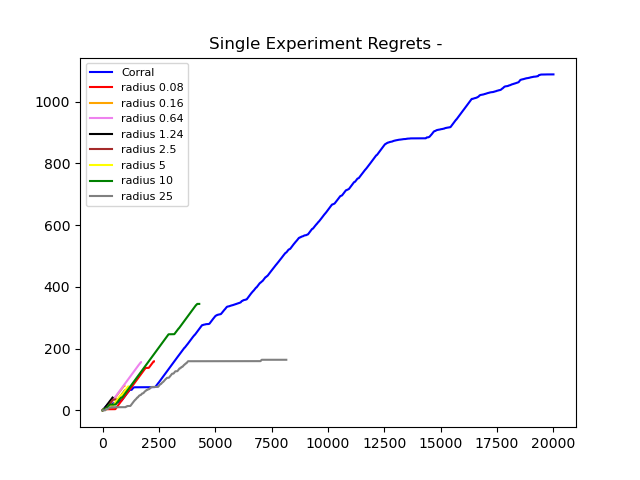 Single Experiment Regrets -
Corral
radius 0.08
radius 0.16
radius 0.64
radius 1.24
radius 2.5
radius 5
radius 10
radius 25
1000
800
600
400
200
0
0 2500 5000 7500 10000 12500 15000 17500 20000